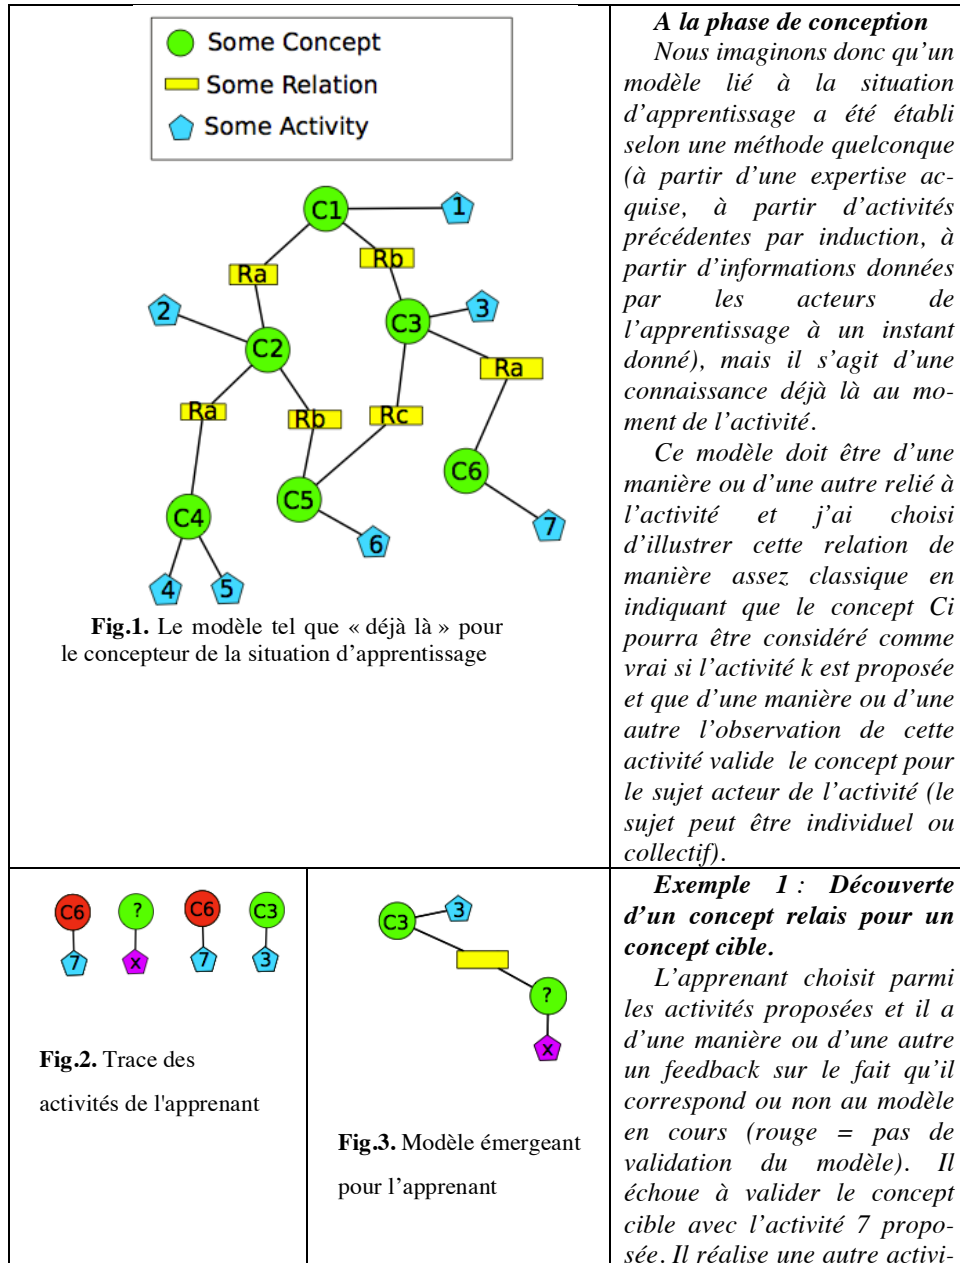 Some Concept
Some Relation
Some Activity
C1
1
Ra
Rb
2
C2
C3
3
Ra
Ra
Rb
Rc
C4
C5
C6
4
5
6
7
Fig.1. Le modèle tel que « déjà là » pour
le concepteur de la situation d'apprentissage
A la phase de conception
Nous imaginons donc qu'un
modèle lié à la situation
d'apprentissage a été établi
selon une méthode quelconque
(à partir d'une expertise ac-
quise, à partir d'activités
précédentes par induction, à
partir d'informations données
par les acteurs de
l'apprentissage à un instant
donné), mais il s'agit d'une
connaissance déjà là au mo-
ment de l'activité.
Ce modèle doit être d'une
manière ou d'une autre relié à
l'activité et j'ai choisi
d'illustrer cette relation de
manière assez classique en
indiquant que le concept Ci
pourra être considéré comme
vrai si l'activité k est proposée
et que d'une manière ou d'une
autre l'observation de cette
activité valide le concept pour
le sujet acteur de l'activité (le
sujet peut être individuel ou
collectif).
C6 ? C6 C3
7 x 7 3
Fig.2. Trace des
activités de l'apprenant
C3
3
?
x
Fig.3. Modèle émergeant
pour l'apprenant
Exemple 1 : Découverte
d'un concept relais pour un
concept cible.
L'apprenant choisit parmi
les activités proposées et il a
d'une manière ou d'une autre
un feedback sur le fait qu'il
correspond ou non au modèle
en cours (rouge = pas de
validation du modèle). Il
échoue à valider le concept
cible avec l'activité 7 propo-
sée. Il réalise une autre activi-